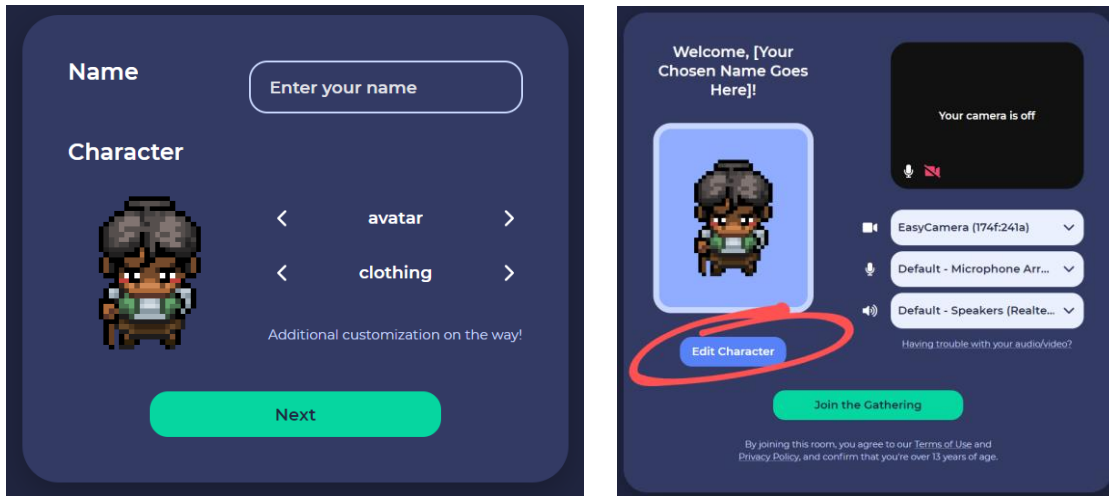 Name
Enter your name
Character
avatar
clothing
Additional customization on the way!
Next
Welcome, [Your
Chosen Name Goes
Here]!
Your camera is off
EasyCamera (174f:241a)
Default - Microphone Arr...
Default - Speakers (Realte...
Having trouble with your audio/video?
Edit Character
Join the Gathering
By joining this room, you agree to our Terms of Use and
Privacy Policy, and confirm that you're over 13 years of age.